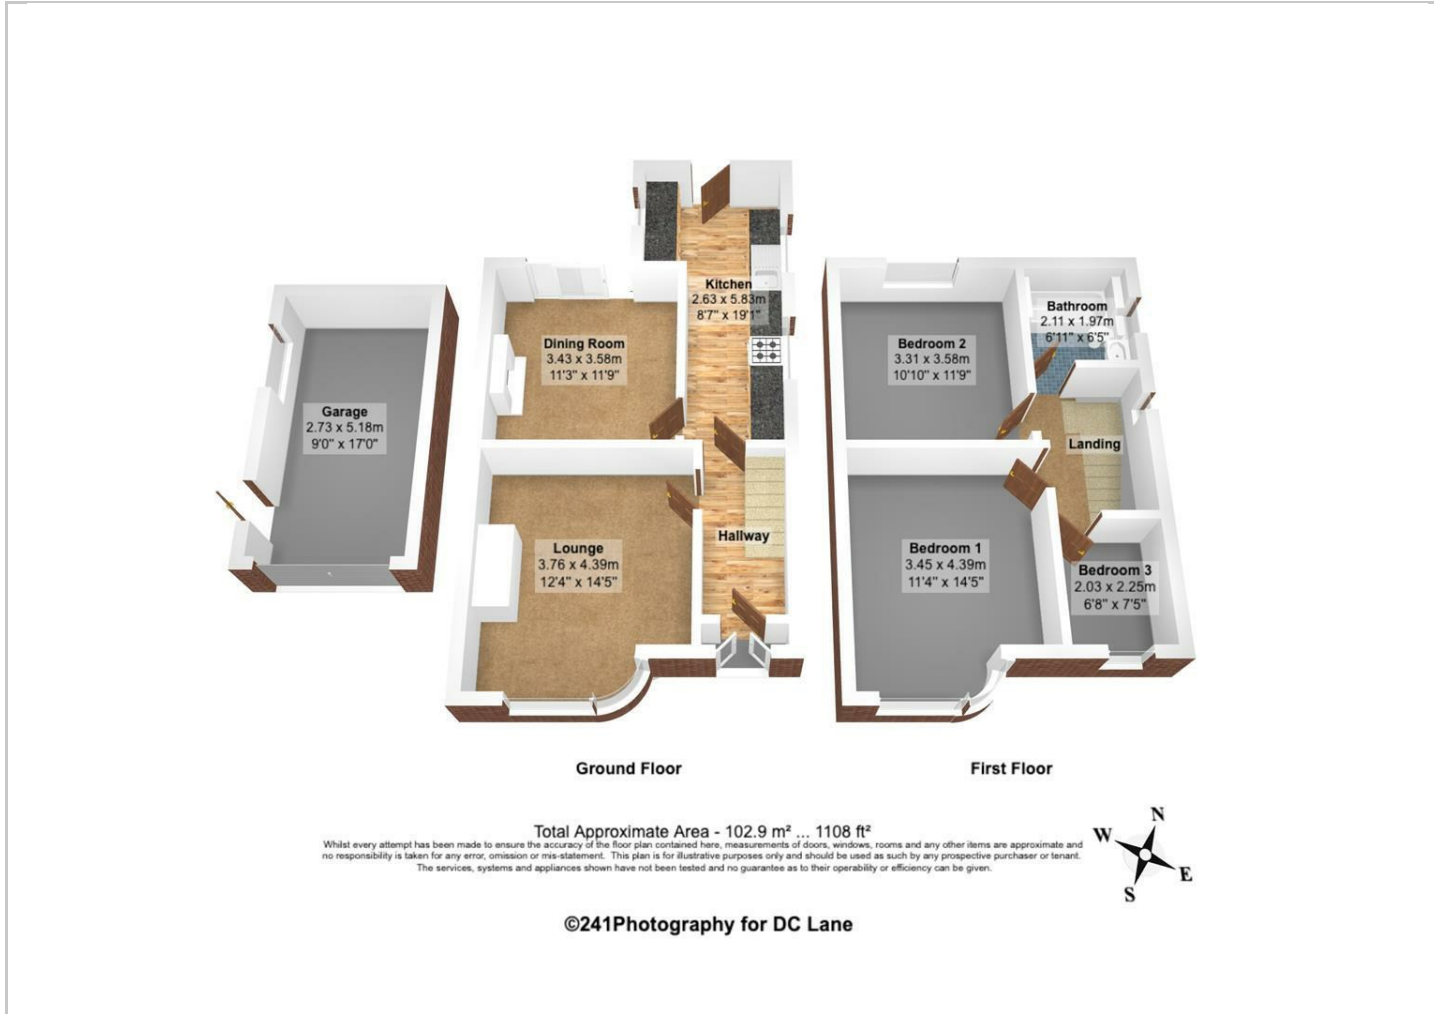 Kitchen
2.63 x 5.83m
8'7" x 19'1"
Dining Room
3.43 x 3.58m
11'3" x 11'9"
Garage
2.73 x 5.18m
9'0" x 17'0"
Lounge
3.76 x 4.39m
12'4" x 14'5"
Hallway
Bathroom
2.11 x 1.97m
6'11" x 6'5"
Bedroom 2
3.31 x 3.58m
10'10" x 11'9"
Landing
Bedroom 1
3.45 x 4.39m
11'4" x 14'5"
Bedroom 3
2.03 x 2.25m
6'8" x 7'5"
Ground Floor
First Floor
Total Approximate Area - 102.9 m² ... 1108 ft²
Whilst every attempt has been made to ensure the accuracy of the floor plan contained here, measurements of doors, windows, rooms and any other items are approximate and
no responsibility is taken for any error, omission or mis-statement. This plan is for illustrative purposes only and should be used as such by any prospective purchaser or tenant.
The services, systems and appliances shown have not been tested and no guarantee as to their operability or efficiency can be given.
N
W
E
S
©241Photography for DC Lane